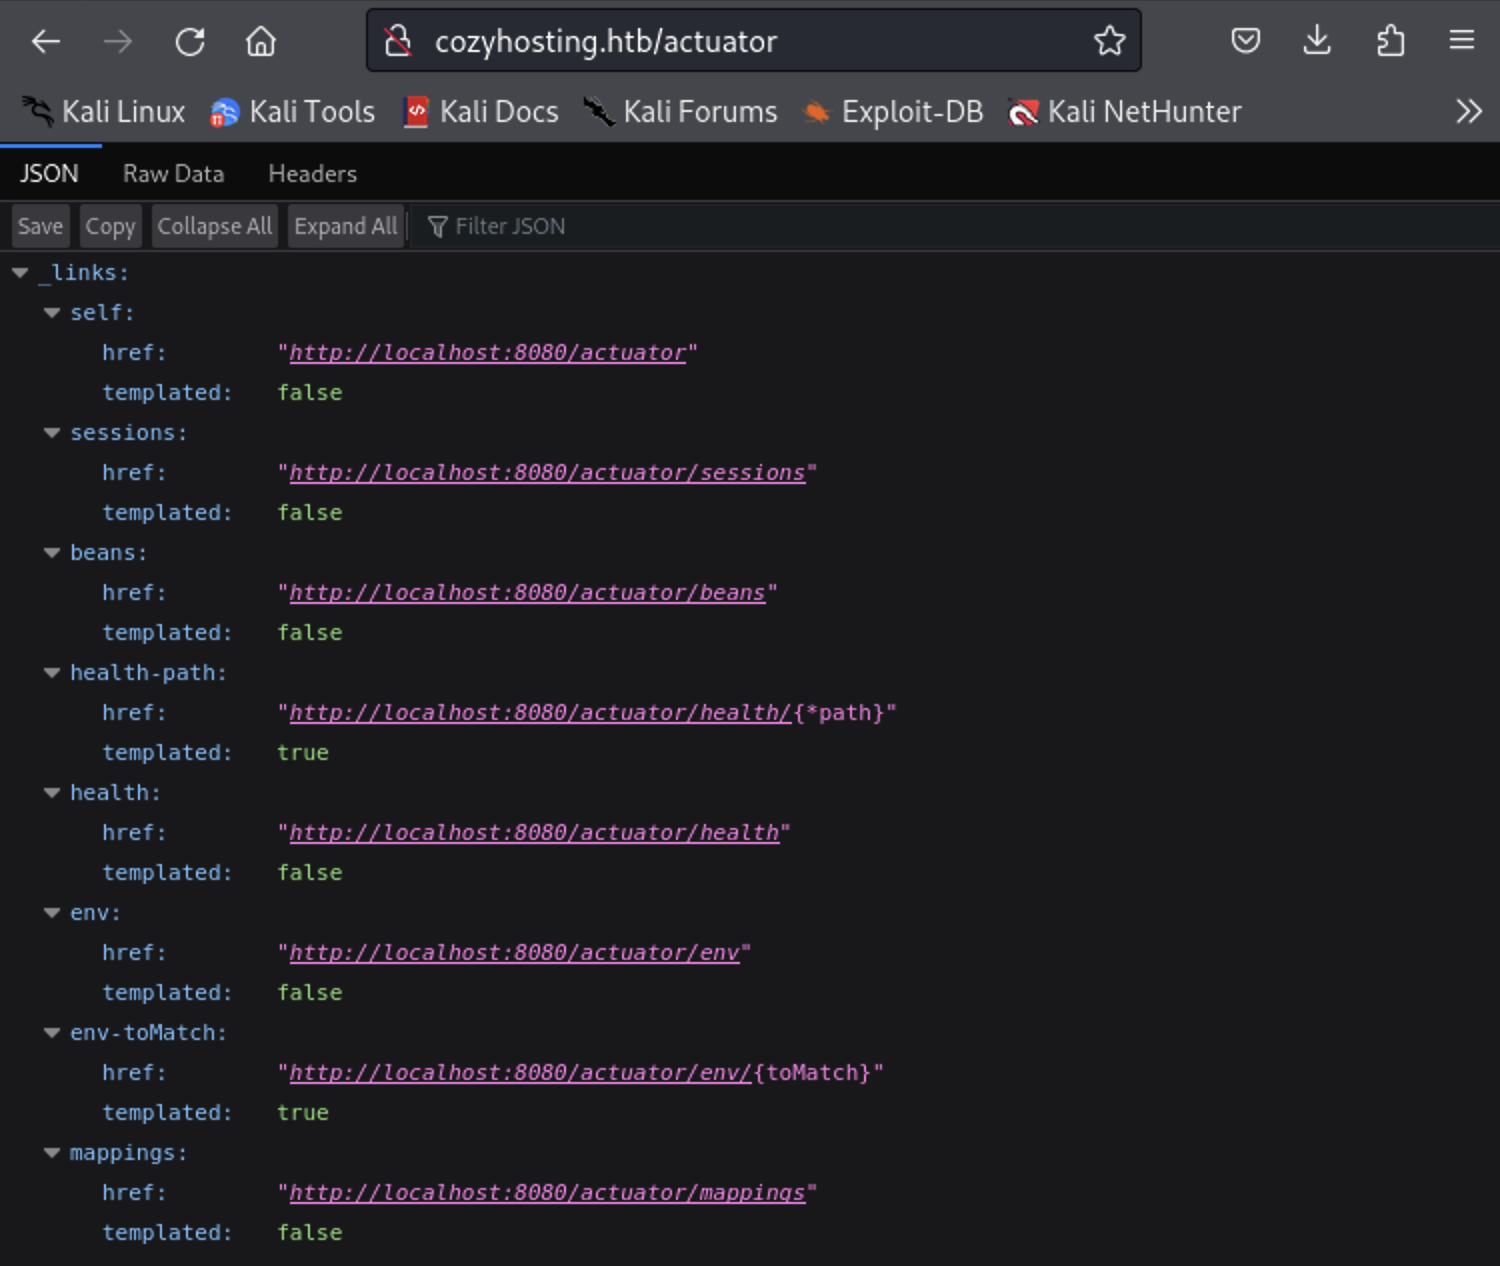 cozyhosting.htb/actuator
Kali Linux Kali Tools Kali Docs Kali Forums Exploit-DB Kali NetHunter
JSON Raw Data Headers
Save Copy Collapse All Expand All Filter JSON
_links:
self:
href: "http://localhost:8080/actuator"
templated: false
sessions:
href: "http://localhost:8080/actuator/sessions"
templated: false
beans:
href: "http://localhost:8080/actuator/beans"
templated: false
health-path:
href: "http://localhost:8080/actuator/health/{*path}"
templated: true
health:
href: "http://localhost:8080/actuator/health"
templated: false
env:
href: "http://localhost:8080/actuator/env"
templated: false
env-toMatch:
href: "http://localhost:8080/actuator/env/{toMatch}"
templated: true
mappings:
href: "http://localhost:8080/actuator/mappings"
templated: false